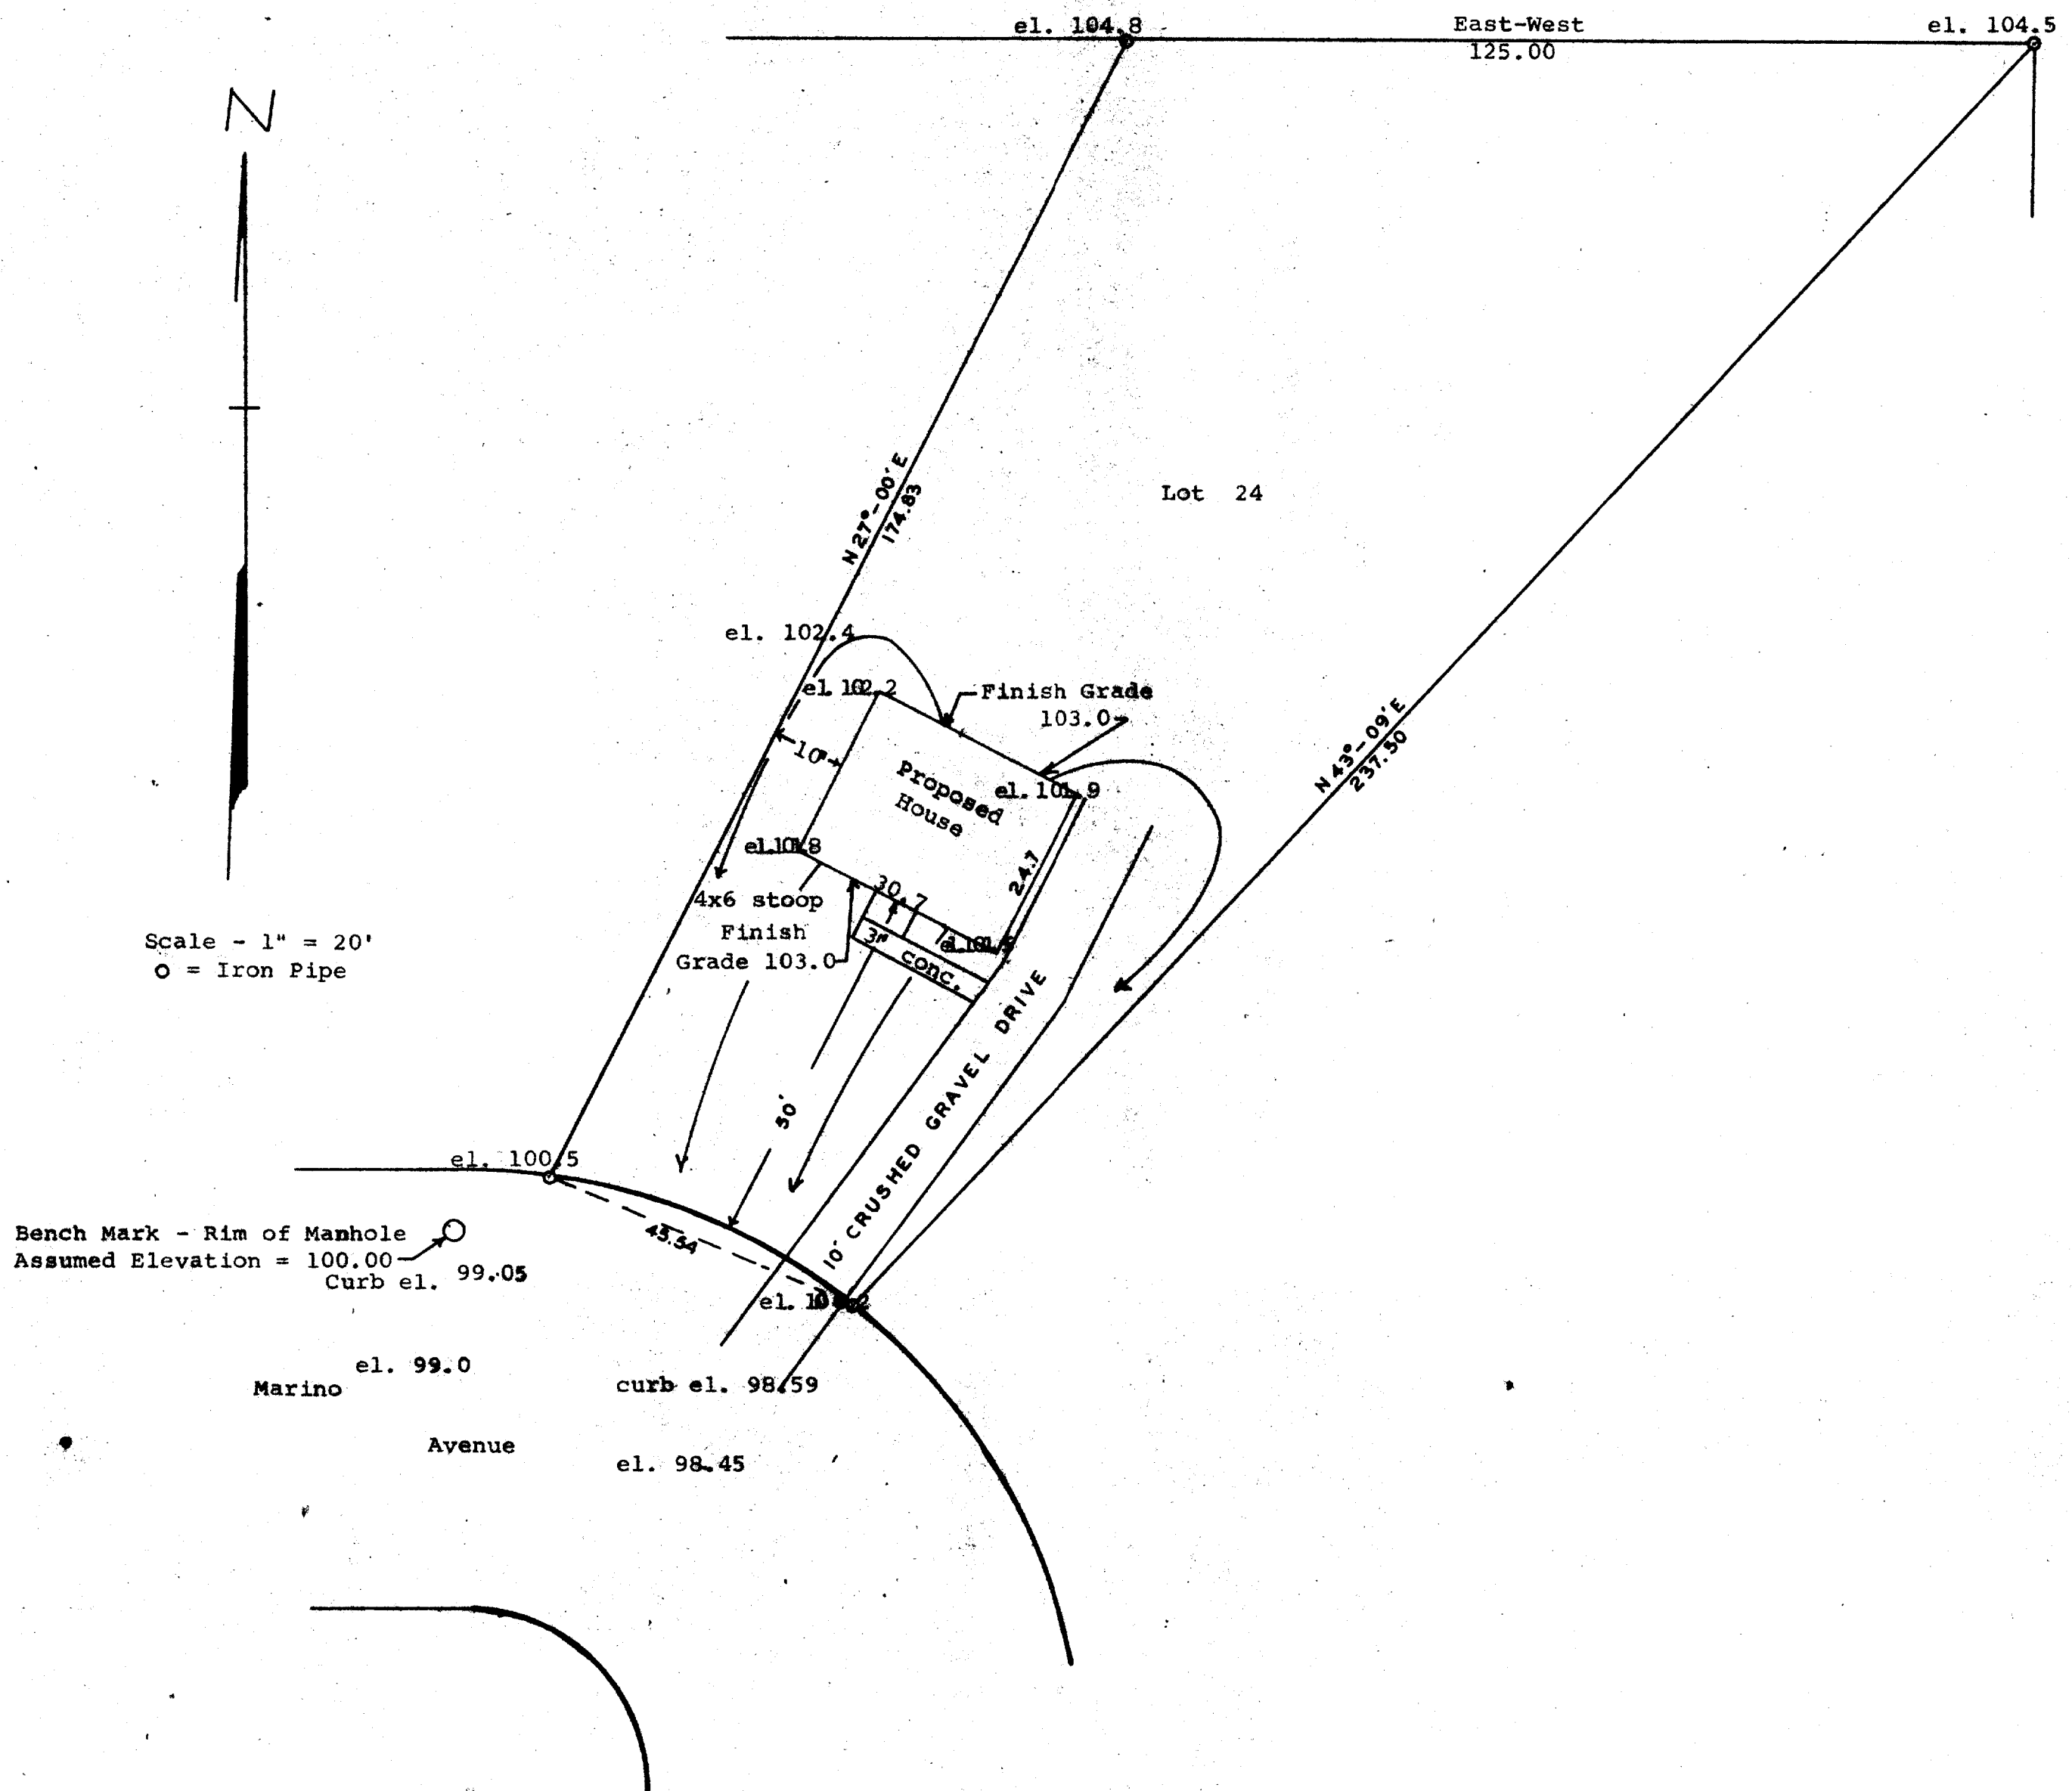 el. 104.8
East-West
125.00
el. 104.5
N
N 27°-00' E
174.83
Lot 24
el. 102.4
el. 102.2
Finish Grade
103.0
10'
Proposed
House
el. 101.9
N 43°-09' E
237.50
el. 101.8
24.7
30.7
4x6 stoop
Finish
Grade 103.0
3'
conc.
Scale - 1" = 20'
o = Iron Pipe
50'
10' CRUSHED GRAVEL DRIVE
el. 100.5
Bench Mark - Rim of Manhole
Assumed Elevation = 100.00
Curb el. 99.05
45.54
el. 99.0
Marino
curb el. 98.59
Avenue
el. 98.45